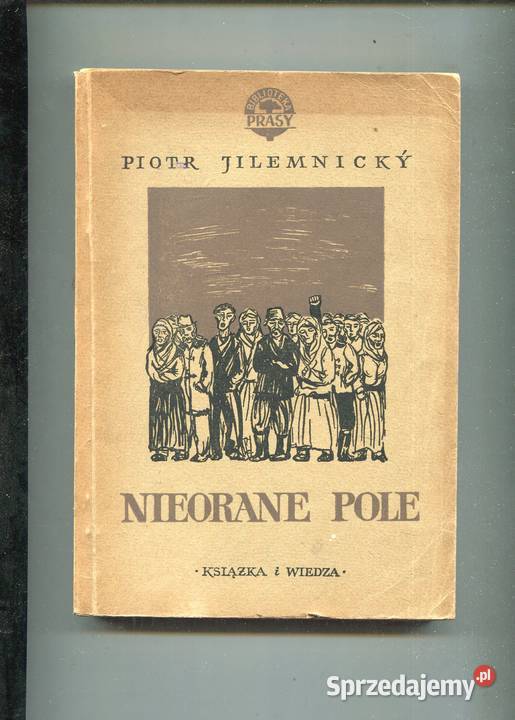 BIBLIOTEKA
PRASY
PIOTR JILEMNICKÝ
NIEORANE POLE
· KSIĄŻKA i WIEDZA ·
Sprzedajemy.pl